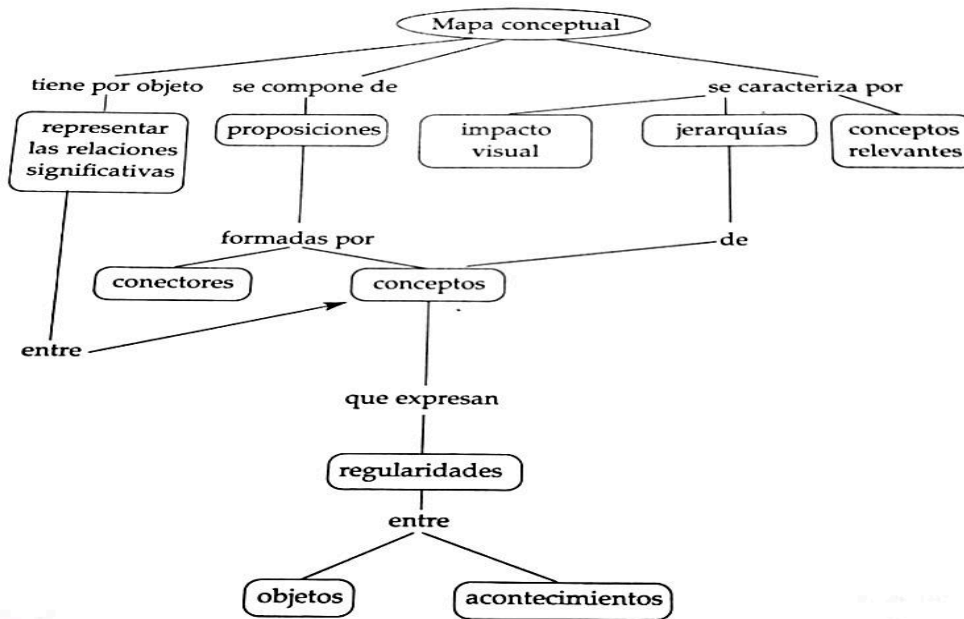 Mapa conceptual
tiene por objeto
se compone de
se caracteriza por
representar
las relaciones
significativas
proposiciones
impacto
visual
jerarquías
conceptos
relevantes
formadas por
de
conectores
conceptos
entre
que expresan
regularidades
entre
objetos
acontecimientos